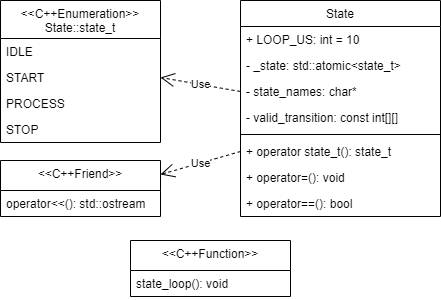 <<C++Enumeration>>
State::state_t
IDLE
START
PROCESS
STOP
State
+ LOOP_US: int = 10
- _state: std::atomic<state_t>
- state_names: char*
- valid_transition: const int[][]
+ operator state_t(): state_t
+ operator=(): void
+ operator==(): bool
Use
Use
<<C++Friend>>
operator<<(): std::ostream
<<C++Function>>
state_loop(): void